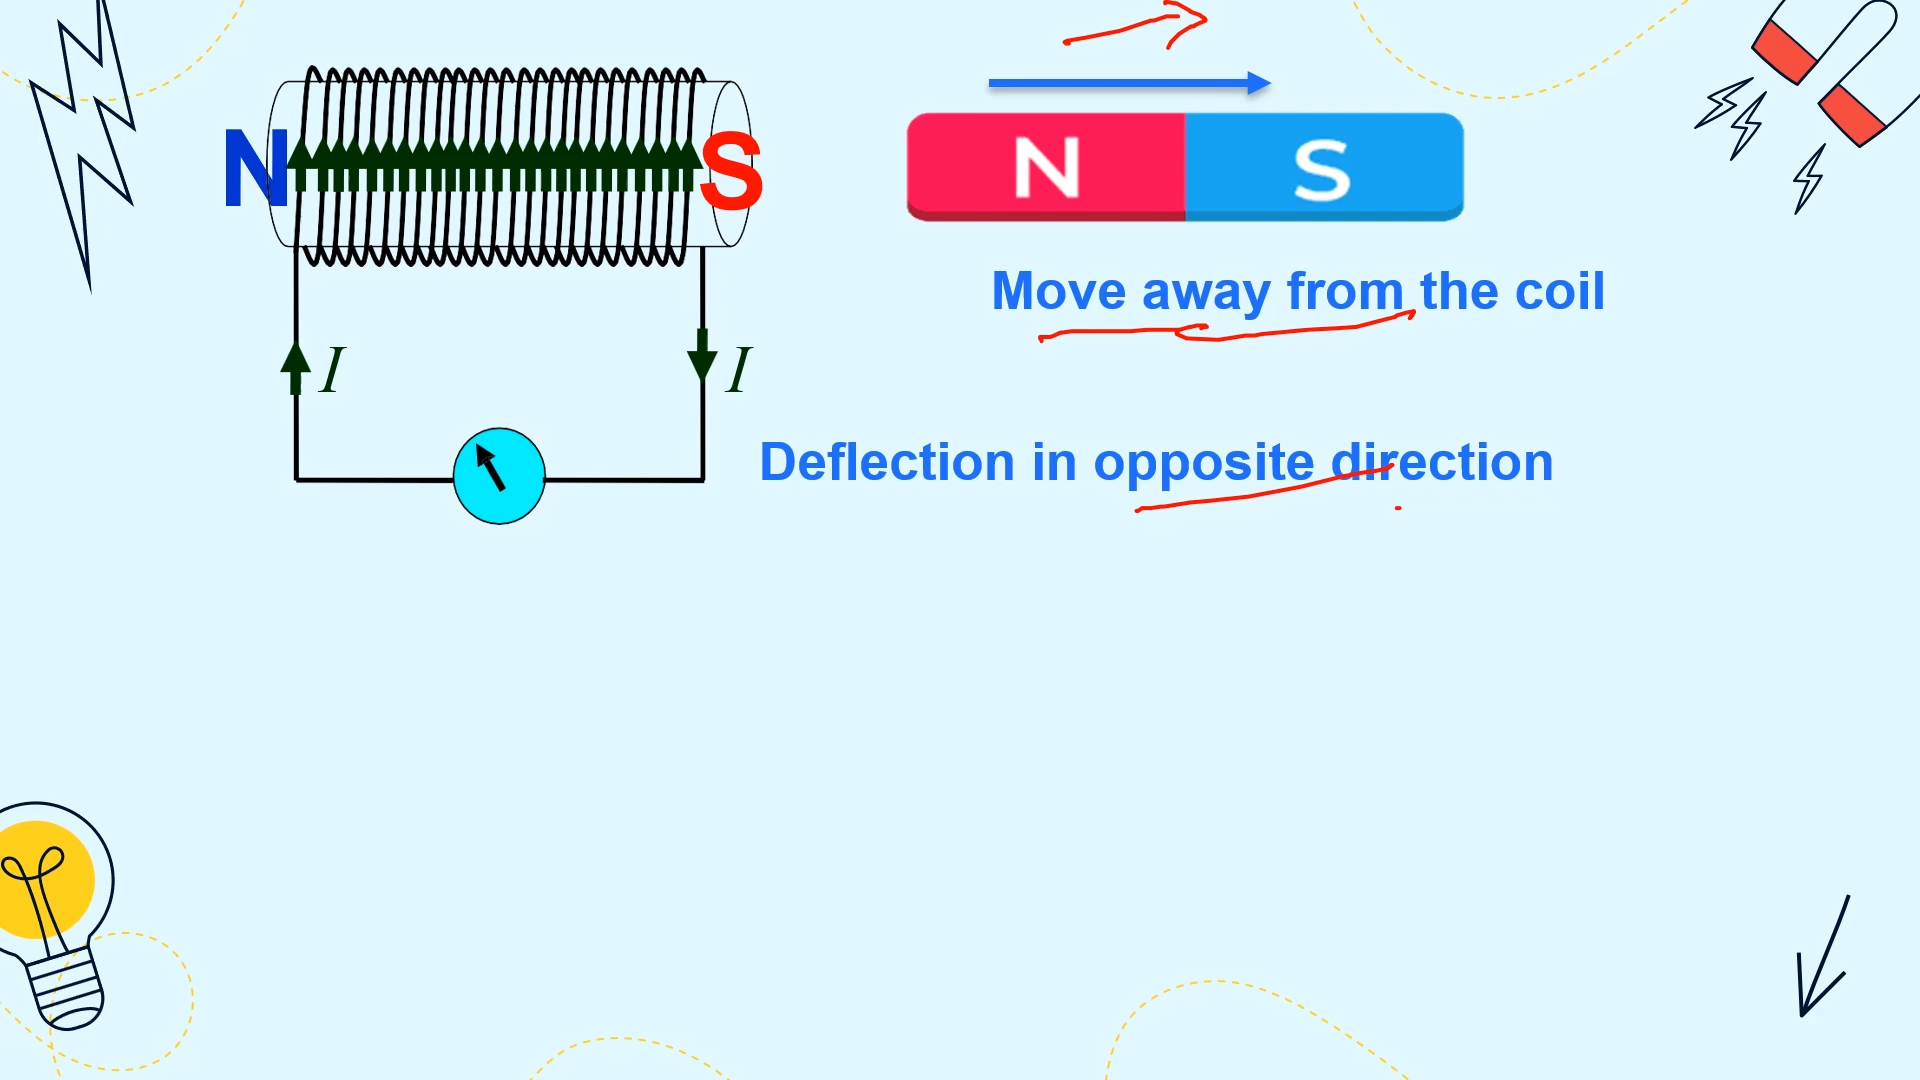 N S
N S
Move away from the coil
I I
Deflection in opposite direction